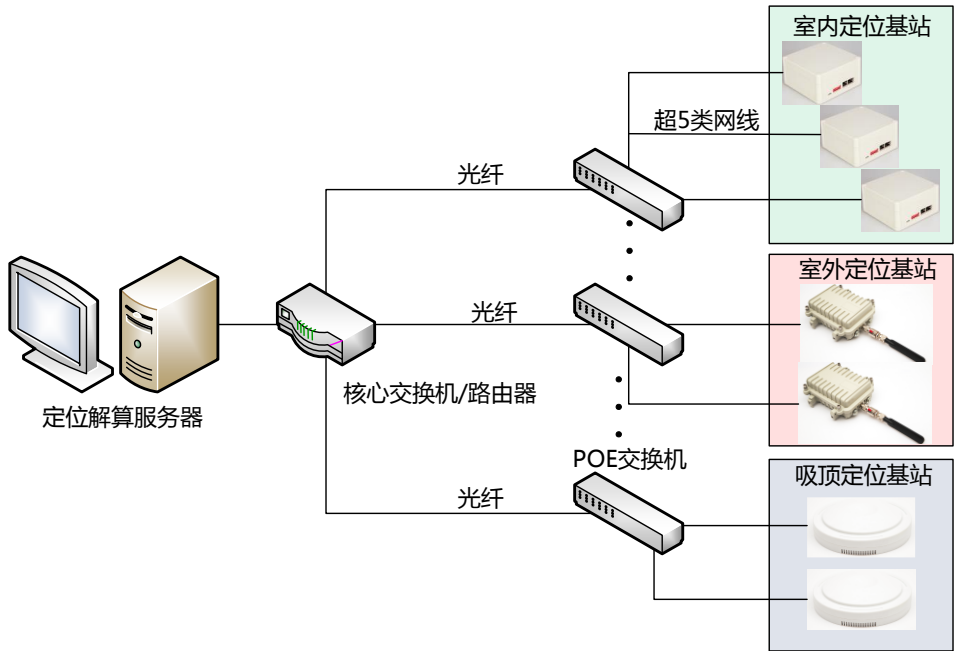 室内定位基站
超5类网线
光纤
室外定位基站
光纤
核心交换机/路由器
定位解算服务器
POE交换机
吸顶定位基站
光纤